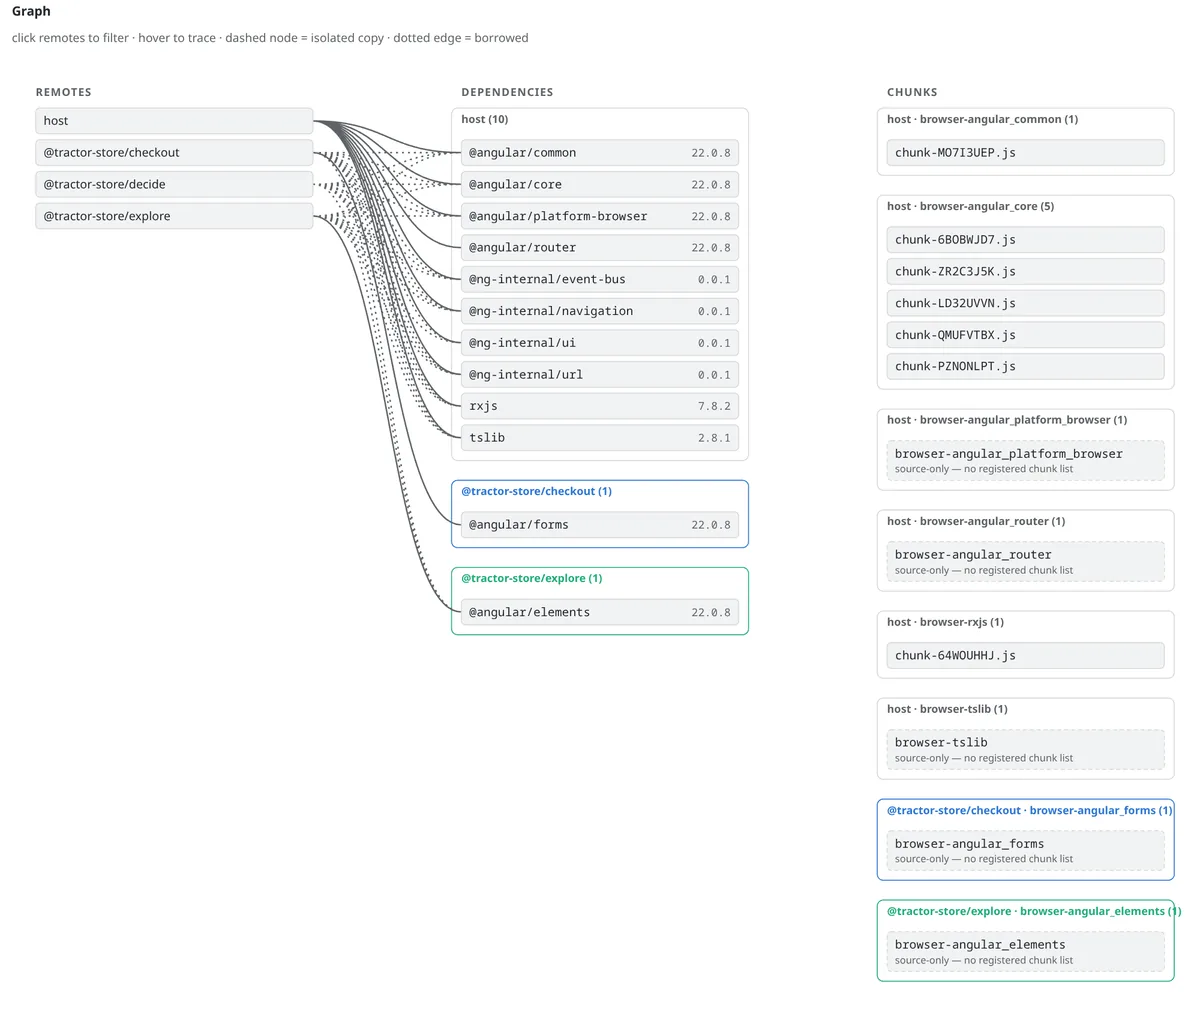 Graph
click remotes to filter · hover to trace · dashed node = isolated copy · dotted edge = borrowed
REMOTES
host
@tractor-store/checkout
@tractor-store/decide
@tractor-store/explore
DEPENDENCIES
host (10)
@angular/common 22.0.8
@angular/core 22.0.8
@angular/platform-browser 22.0.8
@angular/router 22.0.8
@ng-internal/event-bus 0.0.1
@ng-internal/navigation 0.0.1
@ng-internal/ui 0.0.1
@ng-internal/url 0.0.1
rxjs 7.8.2
tslib 2.8.1
@tractor-store/checkout (1)
@angular/forms 22.0.8
@tractor-store/explore (1)
@angular/elements 22.0.8
CHUNKS
host · browser-angular_common (1)
chunk-MO7I3UEP.js
host · browser-angular_core (5)
chunk-6BOBWJD7.js
chunk-ZR2C3J5K.js
chunk-LD32UVVN.js
chunk-QMUFVTBX.js
chunk-PZNONLPT.js
host · browser-angular_platform_browser (1)
browser-angular_platform_browser
source-only — no registered chunk list
host · browser-angular_router (1)
browser-angular_router
source-only — no registered chunk list
host · browser-rxjs (1)
chunk-64WOUHHJ.js
host · browser-tslib (1)
browser-tslib
source-only — no registered chunk list
@tractor-store/checkout · browser-angular_forms (1)
browser-angular_forms
source-only — no registered chunk list
@tractor-store/explore · browser-angular_elements (1)
browser-angular_elements
source-only — no registered chunk list